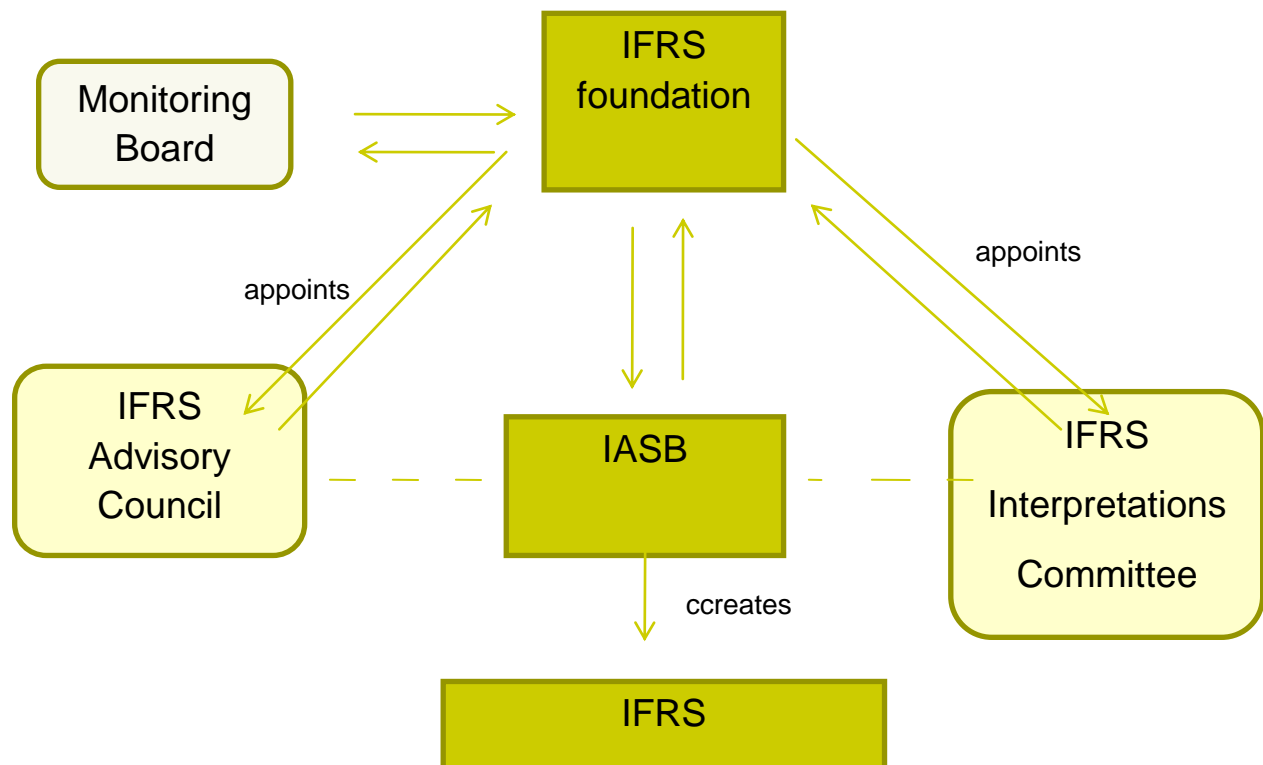 IFRS
foundation
Monitoring
Board
appoints
appoints
IFRS
Advisory
Council
IASB
IFRS
Interpretations
Committee
ccreates
IFRS